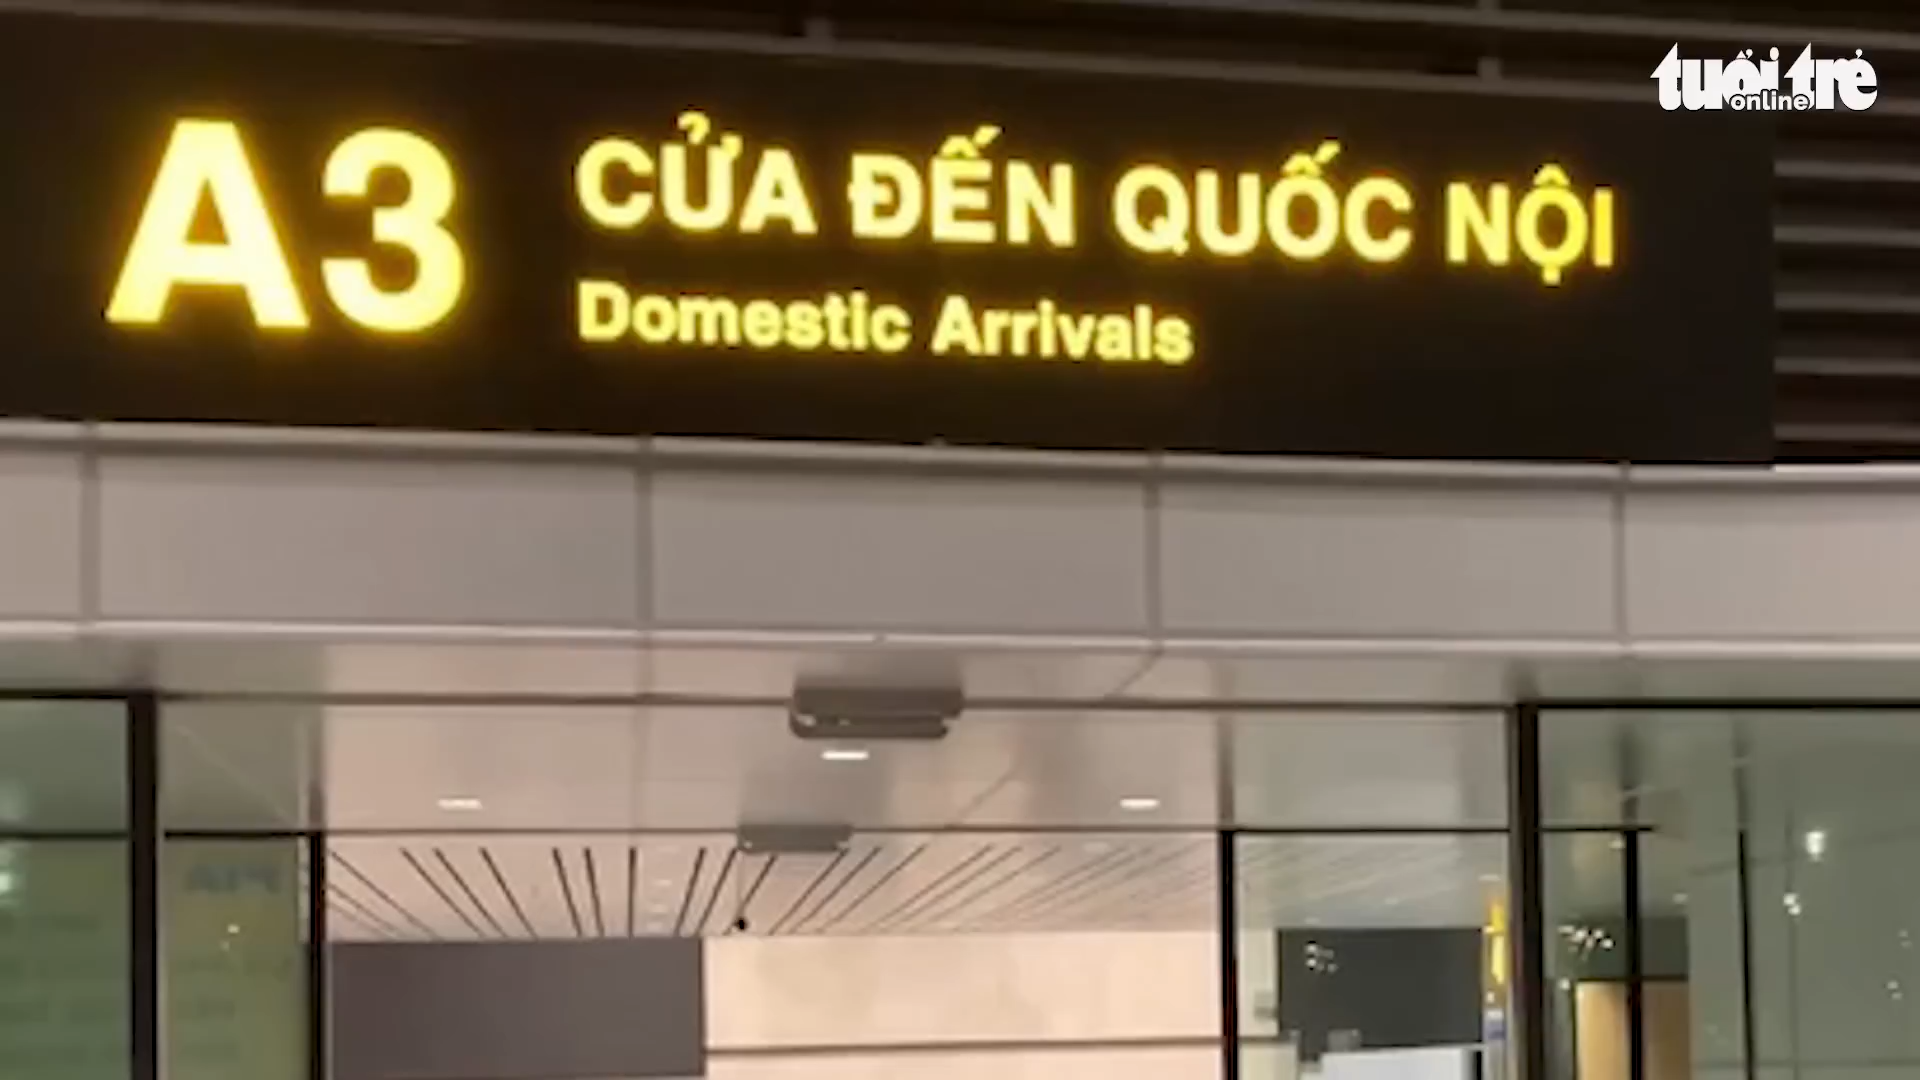 tuổi trẻ
online
A3
CỬA ĐẾN QUỐC NỘI
Domestic Arrivals